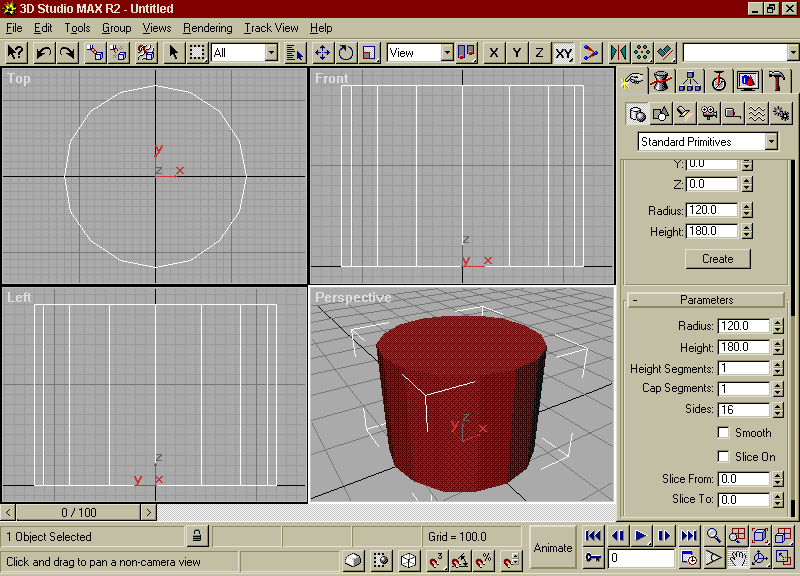 3D Studio MAX R2 - Untitled
File Edit Tools Group Views Rendering Track View Help
All View X Y Z XY
Top
y
z x
Front
z
y x
Standard Primitives
Y: 0.0
Z: 0.0
Radius: 120.0
Height: 180.0
Create
Left
z
y x
Perspective
z
y x
- Parameters
Radius: 120.0
Height: 180.0
Height Segments: 1
Cap Segments: 1
Sides: 16
Smooth
Slice On
Slice From: 0.0
Slice To: 0.0
< 0 / 100 >
1 Object Selected
Grid = 100.0
Animate
0
Click and drag to pan a non-camera view
3 %